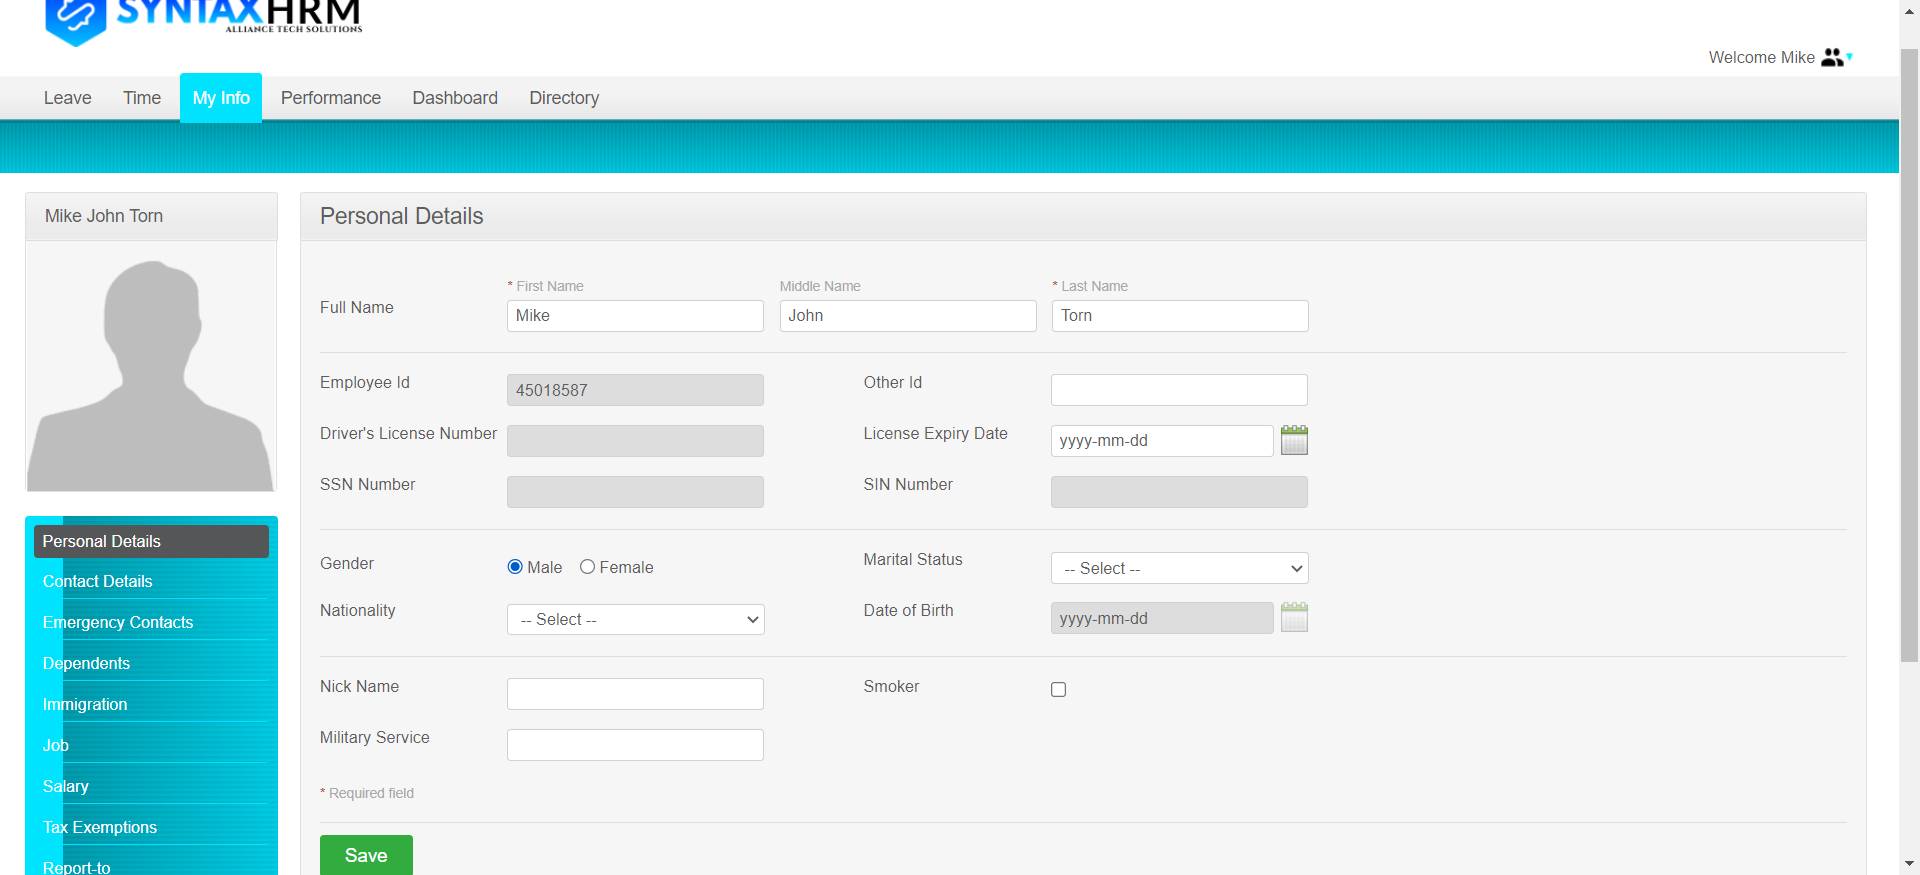 SYNTAXHRM
ALLIANCE TECH SOLUTIONS
Welcome Mike
Leave Time My Info Performance Dashboard Directory
Mike John Torn
Personal Details
Contact Details
Emergency Contacts
Dependents
Immigration
Job
Salary
Tax Exemptions
Report-to
Personal Details
* First Name Middle Name * Last Name
Full Name Mike John Torn
Employee Id 45018587 Other Id
Driver's License Number License Expiry Date yyyy-mm-dd
SSN Number SIN Number
Gender Male Female Marital Status -- Select --
Nationality -- Select -- Date of Birth yyyy-mm-dd
Nick Name Smoker
Military Service
* Required field
Save